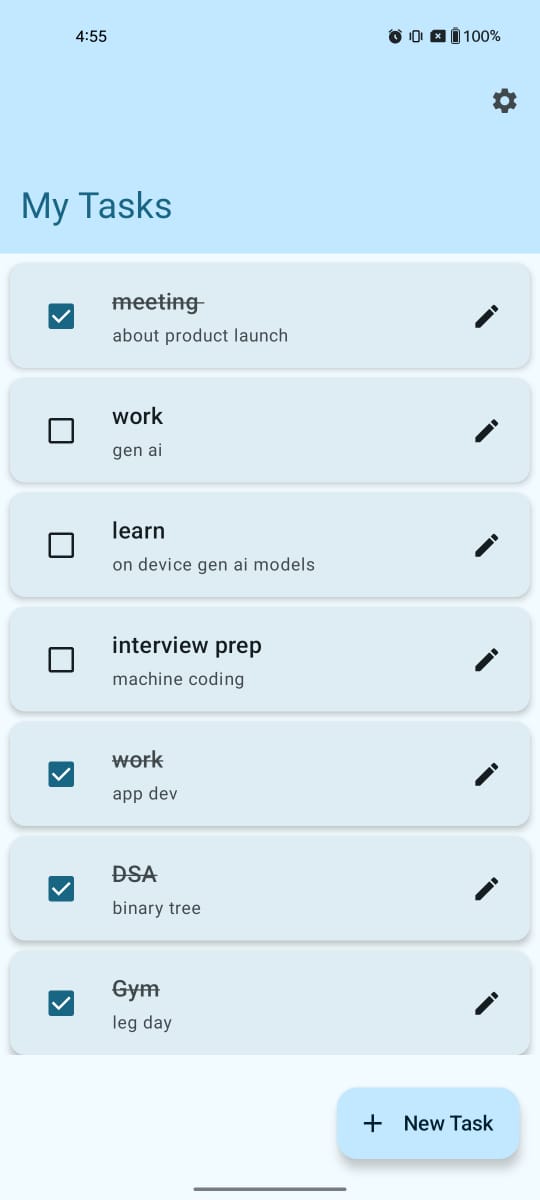 4:55
100%
My Tasks
meeting
about product launch
work
gen ai
learn
on device gen ai models
interview prep
machine coding
work
app dev
DSA
binary tree
Gym
leg day
+ New Task